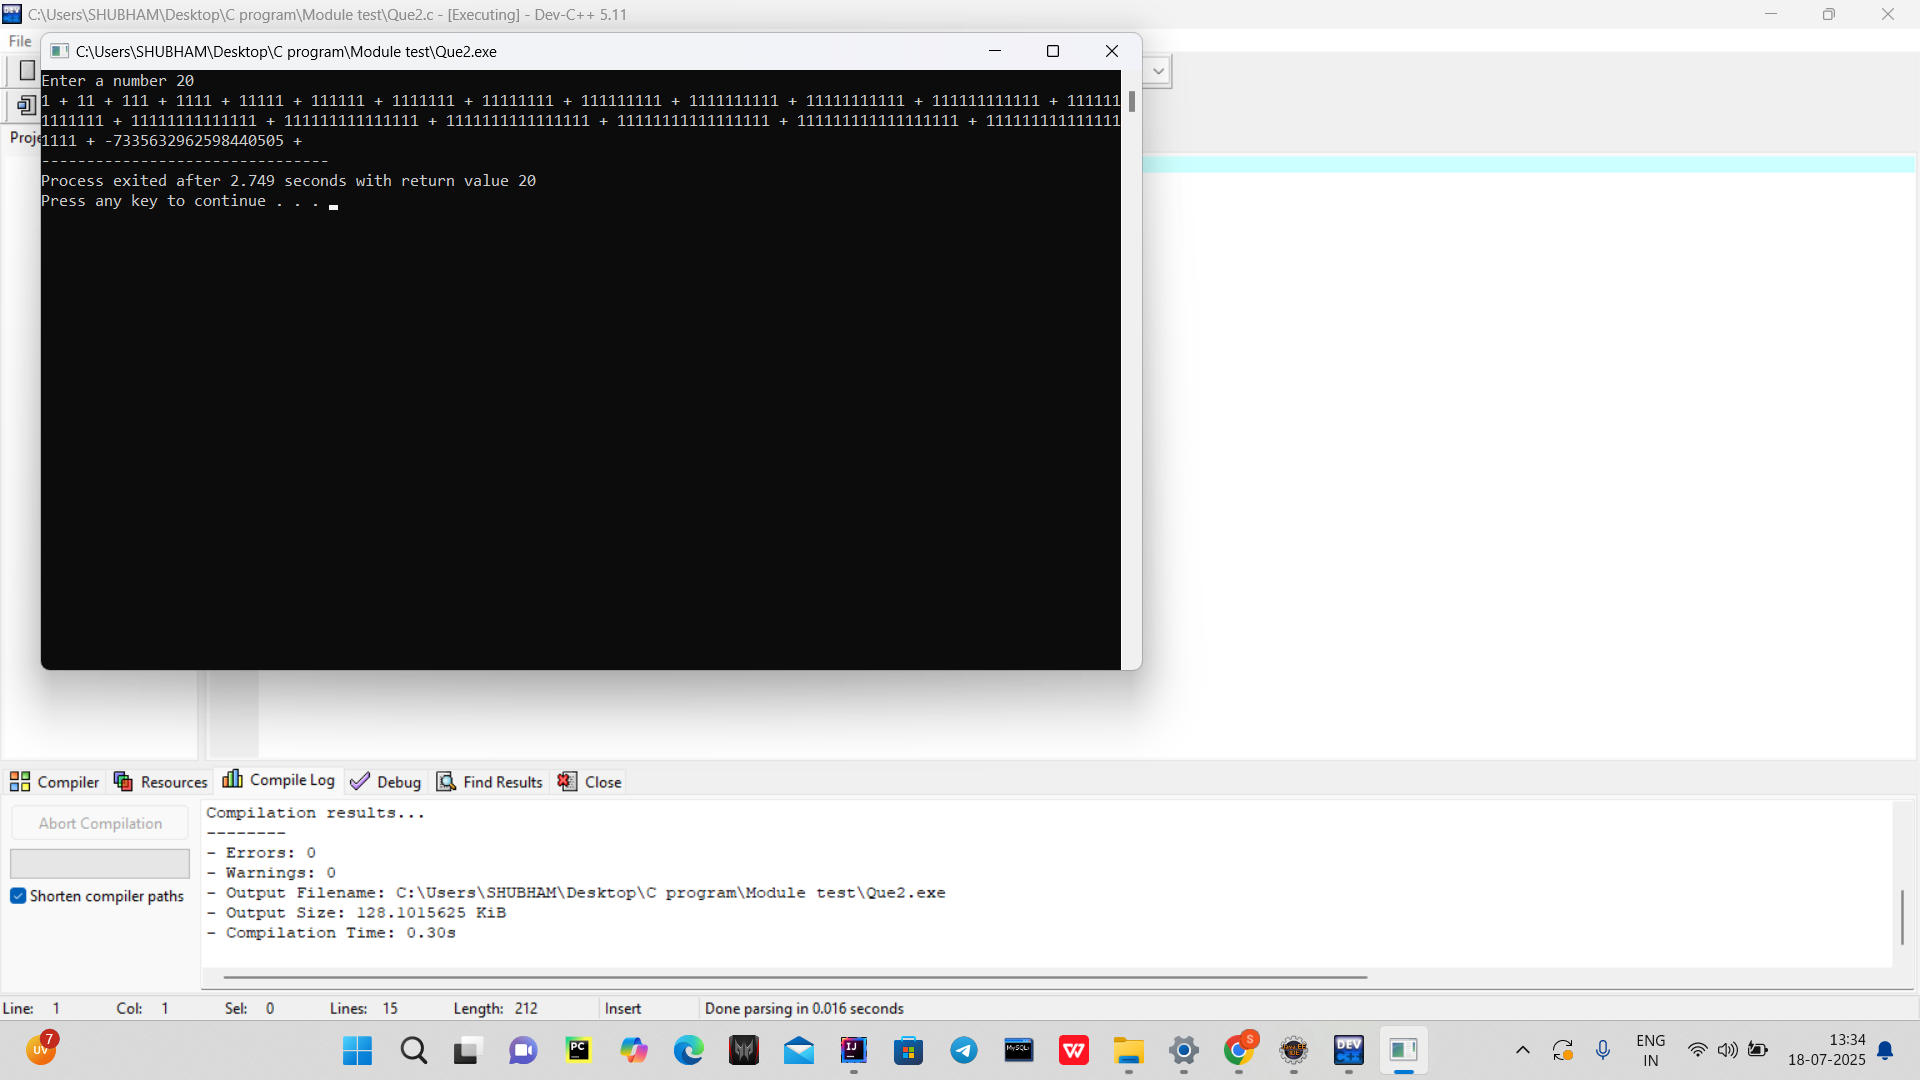 C:\Users\SHUBHAM\Desktop\C program\Module test\Que2.c - [Executing] - Dev-C++ 5.11
File
C:\Users\SHUBHAM\Desktop\C program\Module test\Que2.exe
Enter a number 20
1 + 11 + 111 + 1111 + 11111 + 111111 + 1111111 + 11111111 + 111111111 + 1111111111 + 11111111111 + 111111111111 + 111111
1111111 + 11111111111111 + 111111111111111 + 1111111111111111 + 11111111111111111 + 111111111111111111 + 111111111111111
1111 + -7335632962598440505 +
--------------------------------
Process exited after 2.749 seconds with return value 20
Press any key to continue . . .
Proje
Compiler Resources Compile Log Debug Find Results Close
Abort Compilation
Shorten compiler paths
Compilation results...
--------
- Errors: 0
- Warnings: 0
- Output Filename: C:\Users\SHUBHAM\Desktop\C program\Module test\Que2.exe
- Output Size: 128.1015625 KiB
- Compilation Time: 0.30s
Line: 1 Col: 1 Sel: 0 Lines: 15 Length: 212 Insert Done parsing in 0.016 seconds
7
UV
PC
IJ
MySQL
W
S
DEV
C++
ENG
IN
13:34
18-07-2025